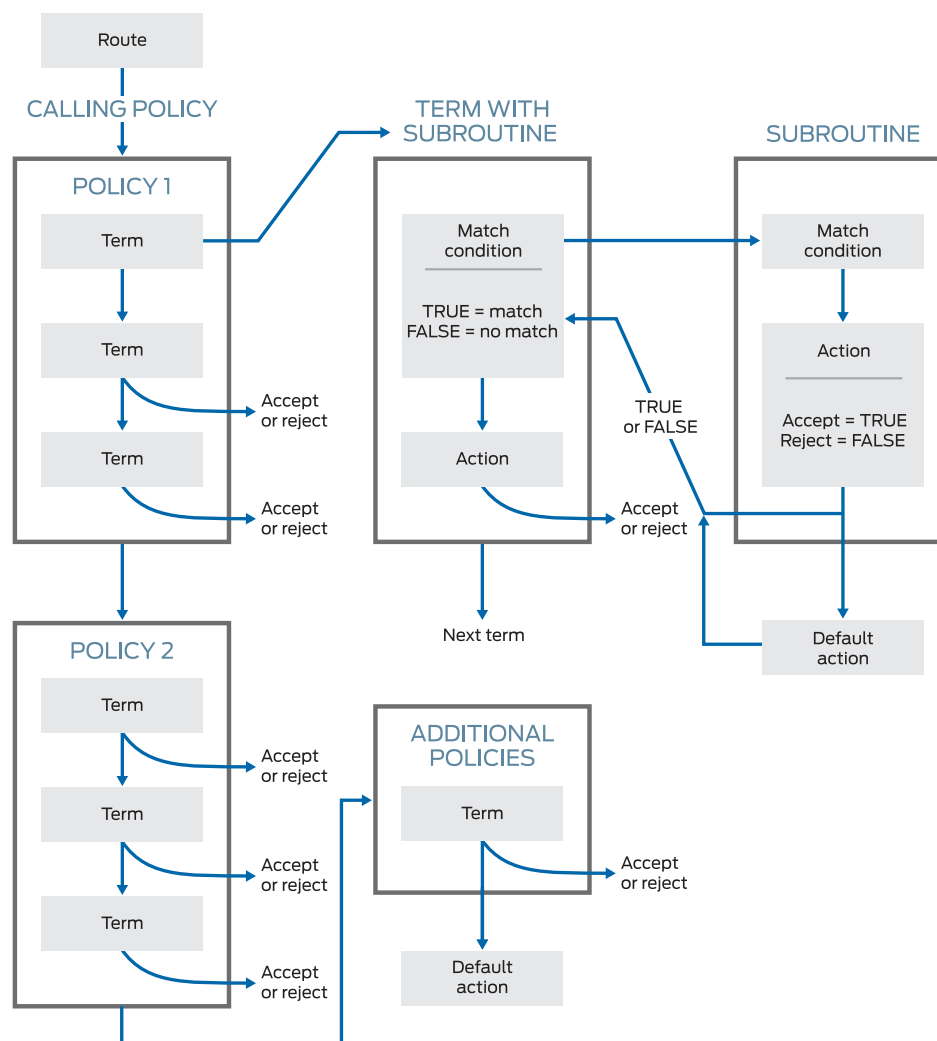 Route
CALLING POLICY
POLICY 1
Term
Term
Accept
or reject
Term
Accept
or reject
TERM WITH
SUBROUTINE
Match
condition
TRUE = match
FALSE = no match
Action
Accept
or reject
Next term
TRUE
or FALSE
SUBROUTINE
Match
condition
Action
Accept = TRUE
Reject = FALSE
Default
action
POLICY 2
Term
Accept
or reject
Term
Accept
or reject
Term
Accept
or reject
ADDITIONAL
POLICIES
Term
Accept
or reject
Default
action